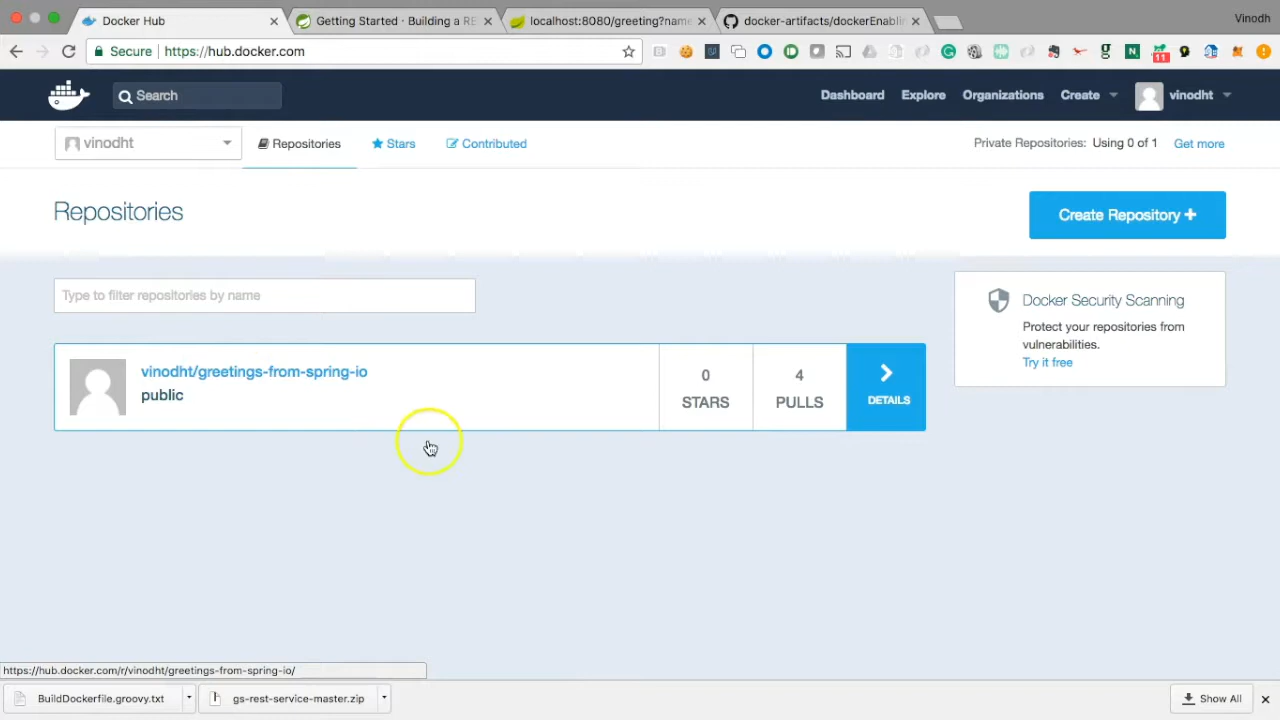 Docker Hub
Getting Started · Building a RE
localhost:8080/greeting?name
docker-artifacts/dockerEnablin
Vinodh
Secure
https://hub.docker.com
11
Search
Dashboard
Explore
Organizations
Create
vinodht
vinodht
Repositories
Stars
Contributed
Private Repositories: Using 0 of 1
Get more
Repositories
Create Repository
Type to filter repositories by name
Docker Security Scanning
Protect your repositories from
vulnerabilities.
Try it free
vinodht/greetings-from-spring-io
public
0
STARS
4
PULLS
DETAILS
https://hub.docker.com/r/vinodht/greetings-from-spring-io/
BuildDockerfile.groovy.txt
gs-rest-service-master.zip
Show All